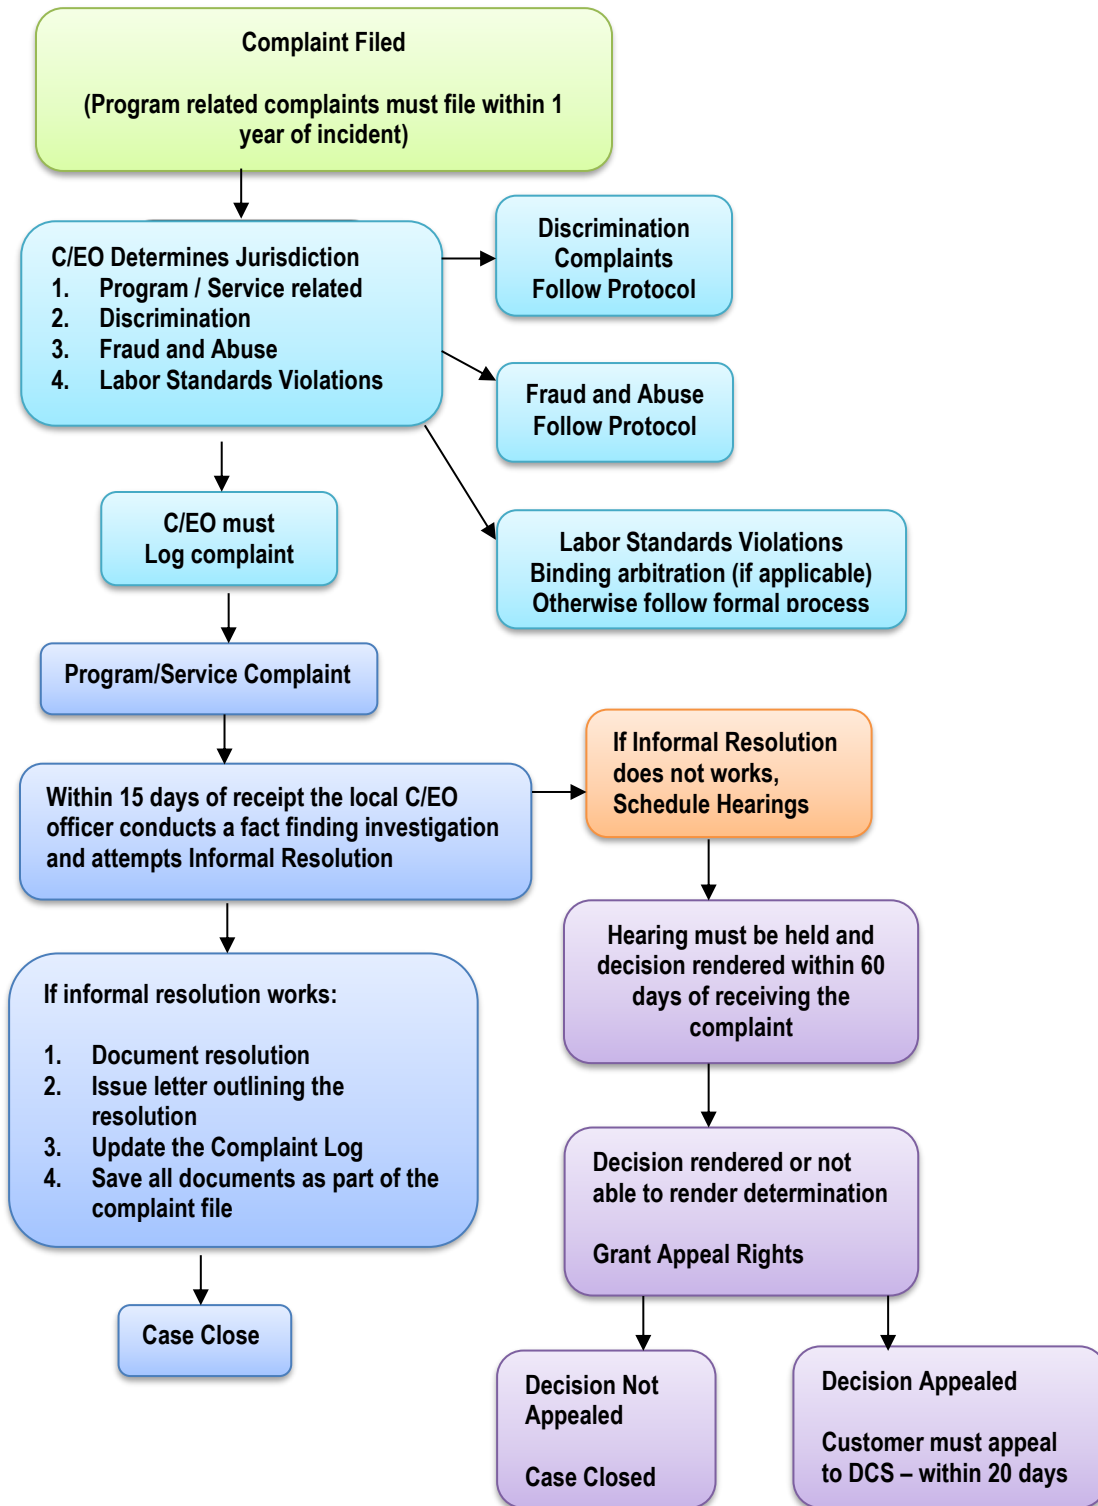 Complaint Filed
(Program related complaints must file within 1
year of incident)
C/EO Determines Jurisdiction
1. Program / Service related
2. Discrimination
3. Fraud and Abuse
4. Labor Standards Violations
Discrimination
Complaints
Follow Protocol
Fraud and Abuse
Follow Protocol
Labor Standards Violations
Binding arbitration (if applicable)
Otherwise follow formal process
C/EO must
Log complaint
Program/Service Complaint
Within 15 days of receipt the local C/EO
officer conducts a fact finding investigation
and attempts Informal Resolution
If Informal Resolution
does not works,
Schedule Hearings
Hearing must be held and
decision rendered within 60
days of receiving the
complaint
If informal resolution works:
1. Document resolution
2. Issue letter outlining the
resolution
3. Update the Complaint Log
4. Save all documents as part of the
complaint file
Decision rendered or not
able to render determination
Grant Appeal Rights
Case Close
Decision Not
Appealed
Case Closed
Decision Appealed
Customer must appeal
to DCS – within 20 days